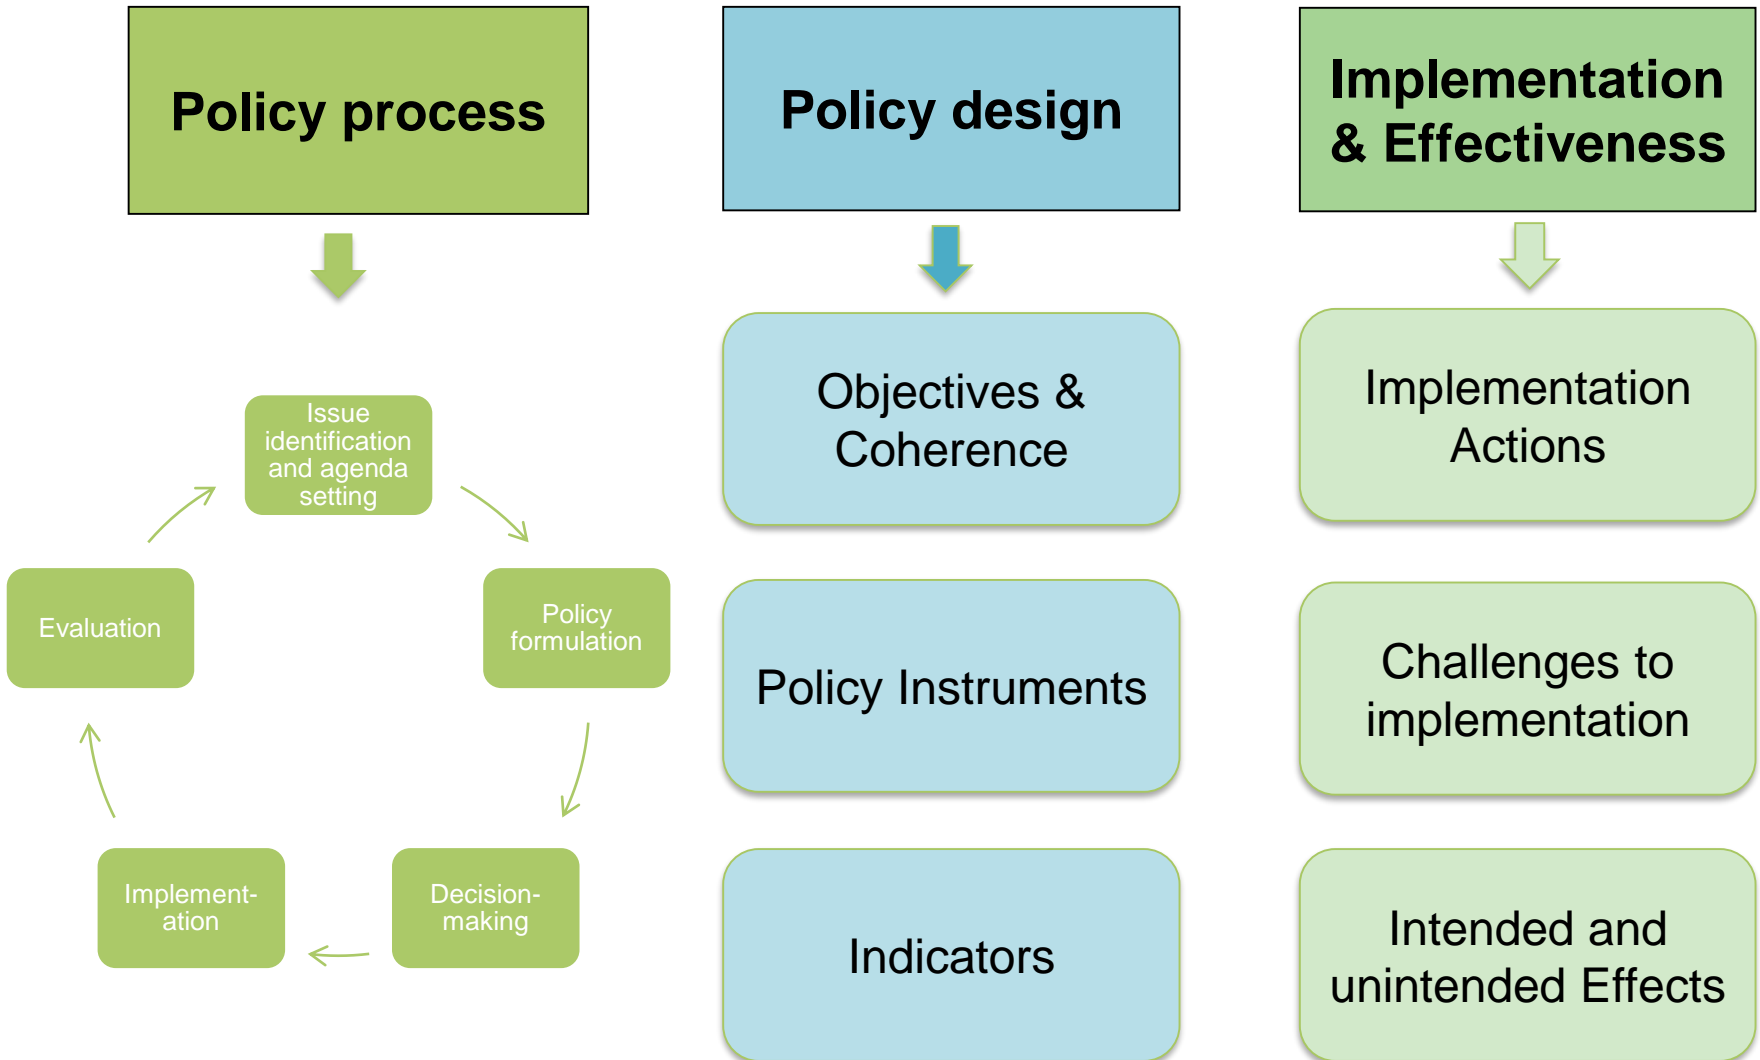 Policy process
Policy design
Implementation
& Effectiveness
Issue
identification
and agenda
setting
Policy
formulation
Decision-
making
Implement-
ation
Evaluation
Objectives &
Coherence
Policy Instruments
Indicators
Implementation
Actions
Challenges to
implementation
Intended and
unintended Effects